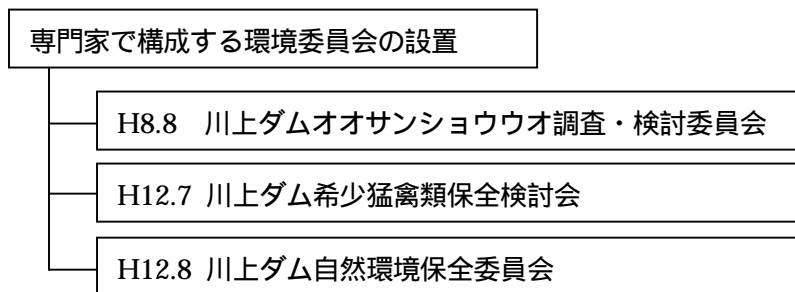 専門家で構成する環境委員会の設置
H8.8　川上ダムオオサンショウウオ調査・検討委員会
H12.7 川上ダム希少猛禽類保全検討会
H12.8 川上ダム自然環境保全委員会